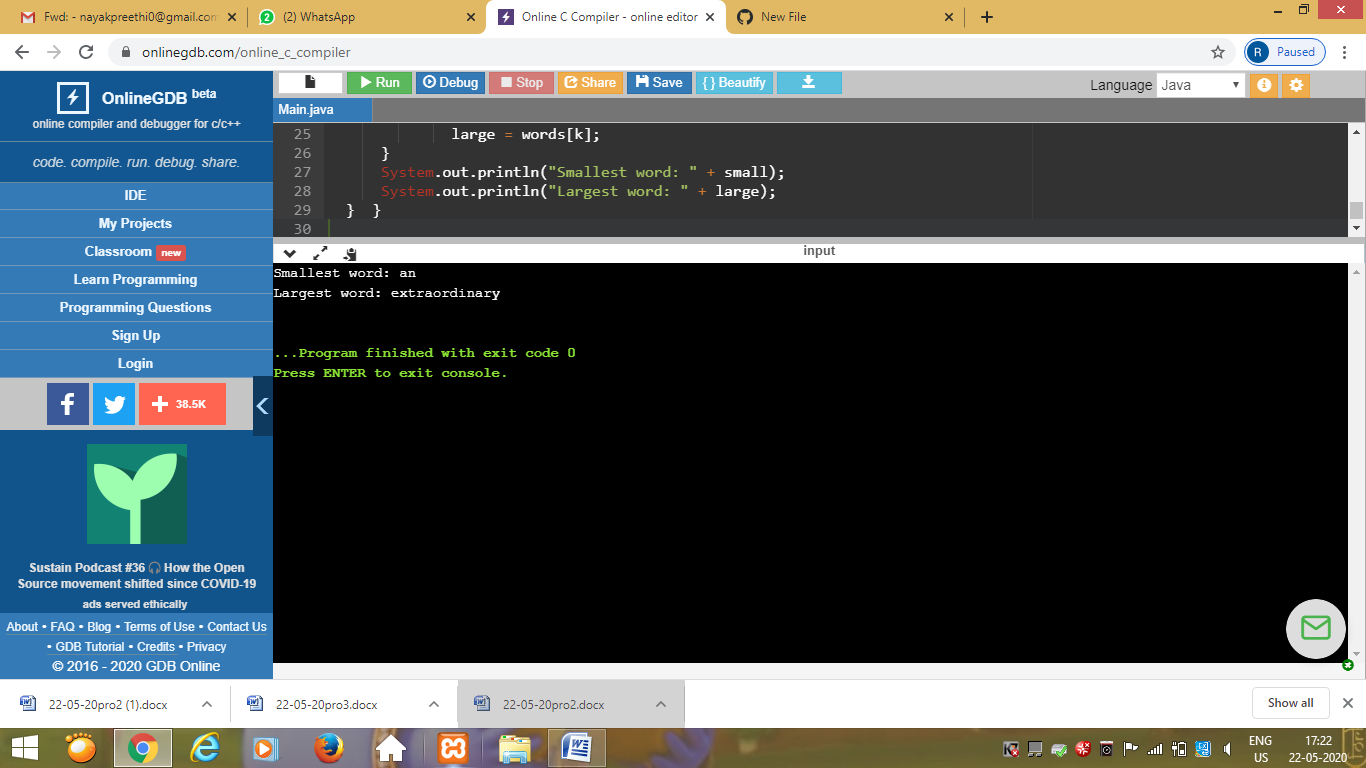 Fwd: - nayakpreethi0@gmail.com
(2) WhatsApp
Online C Compiler - online editor
New File
onlinegdb.com/online_c_compiler
R Paused
OnlineGDB beta
online compiler and debugger for c/c++
code. compile. run. debug. share.
IDE
My Projects
Classroom new
Learn Programming
Programming Questions
Sign Up
Login
f + 38.5K
Sustain Podcast #36 🎧 How the Open
Source movement shifted since COVID-19
ads served ethically
About • FAQ • Blog • Terms of Use • Contact Us
• GDB Tutorial • Credits • Privacy
© 2016 - 2020 GDB Online
Run Debug Stop Share Save { } Beautify
Language Java
Main.java
25 large = words[k];
26 }
27 System.out.println("Smallest word: " + small);
28 System.out.println("Largest word: " + large);
29 } }
30
input
Smallest word: an
Largest word: extraordinary
...Program finished with exit code 0
Press ENTER to exit console.
22-05-20pro2 (1).docx
22-05-20pro3.docx
22-05-20pro2.docx
Show all
ENG
US
17:22
22-05-2020